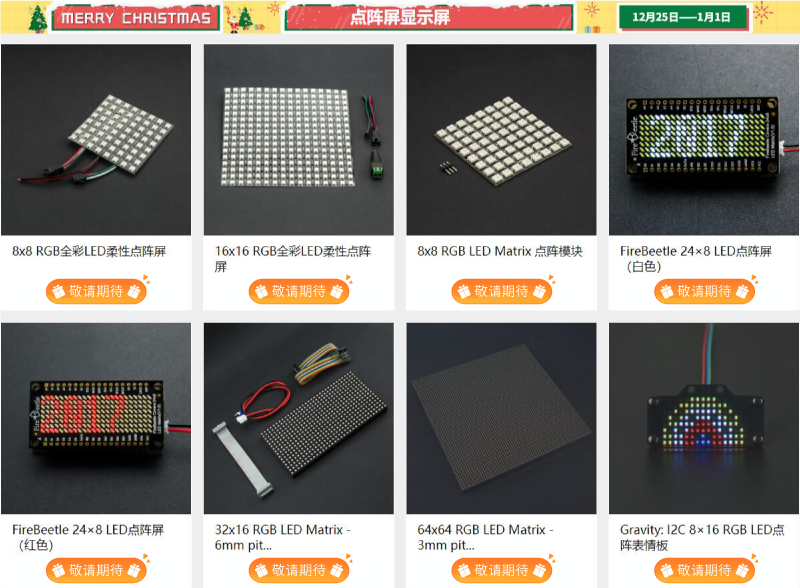 MERRY CHRISTMAS
点阵屏显示屏
12月25日——1月1日
8x8 RGB全彩LED柔性点阵屏
敬请期待
16x16 RGB全彩LED柔性点阵
屏
敬请期待
8x8 RGB LED Matrix 点阵模块
敬请期待
FireBeetle
2017
FireBeetle 24×8 LED点阵屏
（白色）
敬请期待
FireBeetle
2017
FireBeetle 24×8 LED点阵屏
（红色）
敬请期待
32x16 RGB LED Matrix -
6mm pit...
敬请期待
64x64 RGB LED Matrix -
3mm pit...
敬请期待
Gravity: I2C 8×16 RGB LED点
阵表情板
敬请期待